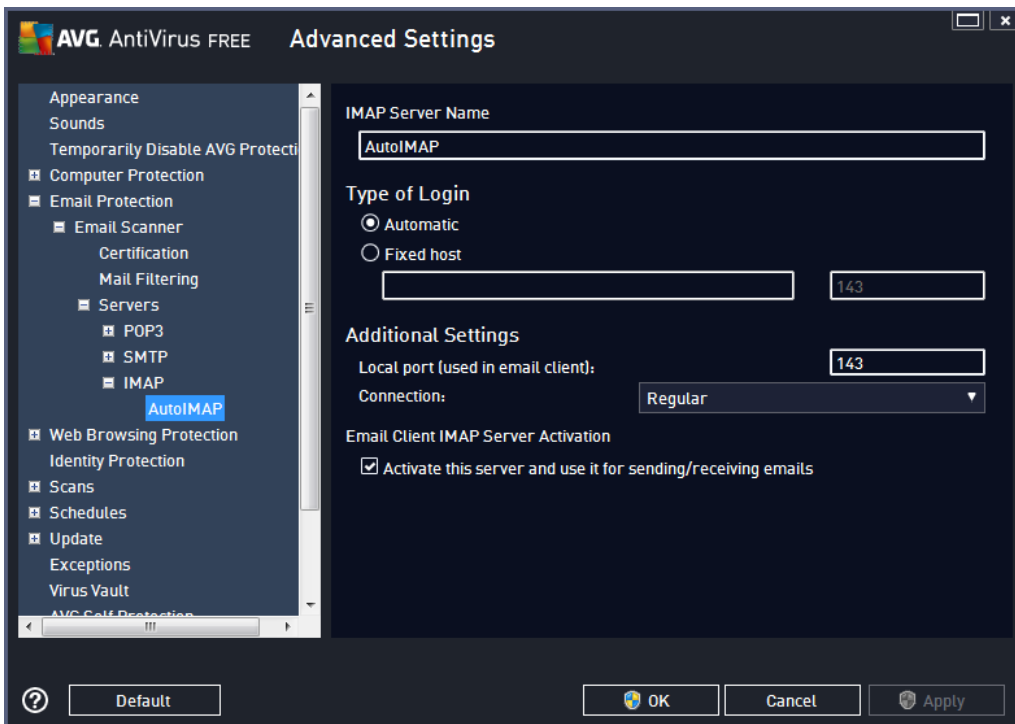 AVG. AntiVirus FREE Advanced Settings
Appearance
Sounds
Temporarily Disable AVG Protecti
Computer Protection
Email Protection
Email Scanner
Certification
Mail Filtering
Servers
POP3
SMTP
IMAP
AutoIMAP
Web Browsing Protection
Identity Protection
Scans
Schedules
Update
Exceptions
Virus Vault
AVG Self Protection
IMAP Server Name
AutoIMAP
Type of Login
Automatic
Fixed host
143
Additional Settings
Local port (used in email client): 143
Connection: Regular
Email Client IMAP Server Activation
Activate this server and use it for sending/receiving emails
? Default OK Cancel Apply